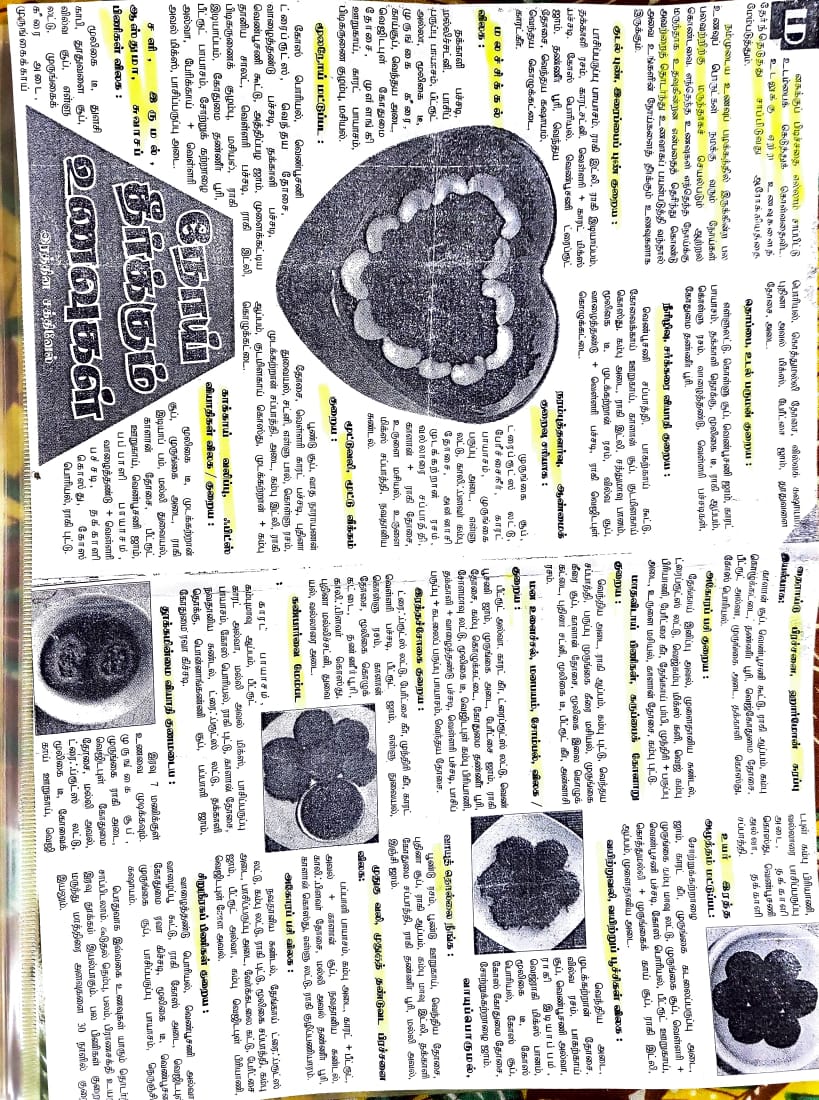 மனசுக்குப் பிடிச்சதை எல்லாம் சாப்பிட்டு
உடம்பைக் கெடுத்துக் கொள்வதைவிட,
உடலுக்கு ஏற்ற உணவுகளைத்
தேர்ந்தெடுத்து சாப்பிடுவது ஆரோக்கியத்தை
மேம்படுத்தும்.
நம்முடைய உணவுப் பழக்கத்தில் இருக்கின்ற பல
உணவுப் பொருட்கள் நமக்கு வரும் நோய்கள்
பலவற்றிற்கு மருந்தாகச் செயல்படும் ஆற்றல்
கொண்டவை. எந்தெந்த உணவுகள் எந்தெந்த நோய்க்கு
மருந்தாக உதவுகின்றன என்பதைத் தெரிந்து கொண்டு
அவற்றைத் தொடர்ந்து உணவாகப் பயன்படுத்தி வந்தால்
அவை உங்களின் நோய்களைத் தீர்க்கும் உணவுகளாக
இருக்கும்.
குடல் புண், இரைப்பைப் புண் குறைய :
பாசிப்பருப்பு பாயாசம், ராகி இட்லி, ராகி இடியாப்பம்,
தக்காளி ரசம், காரட்சட்னி, வெள்ளரி + காரட் மிக்ஸ்
பச்சடி, கோஸ் பொரியல், வெண்பூசணி ட்ரைப்ரூட்
ஜாம், தண்ணீர் பூரி, வெந்தய
தோசை, வெந்தய கஷாயம்,
வெந்தய கொழுக்கட்டை,
காரட்கீர்.
மலச்சிக்கல்
விலக :
தக்காளி பச்சடி,
மல்லிச்சட்னி, பாசிப்
பருப்பு பாயாசம், பீட்ரூட்
அல்வா, மூலிகை டீ,
முருங்கை கீரை,
காய்சூப், வெந்தய அடை,
வெஜிடபுள் கோதுமை
தோசை, முள்ளங்கி
ஊறுகாய், காரட் பாயாசம்,
பிடிகருணை குழம்பு, மசியல்.
மூலநோய் மட்டுப்பட :
கோஸ் பொரியல், வெண்பூசணி
ட்ரைப்ரூட்ஸ், வெந்தய தோசை,
வாழைத்தண்டு பச்சடி, தக்காளி பச்சடி,
வெண்பூசணி கூட்டு, அத்திப்பழ ஜாம், முளைக்கட்டிய
தானிய சாலட், வெள்ளரி பச்சடி, ராகி இட்லி,
பிடிகருணைக் குழம்பு, மசியல், ராகி
இடியாப்பம், கோதுமை தண்ணீர் பூரி,
பீட்ரூட் பாயாசம், சோற்றுக் கற்றாழை
அல்வா, பேரிக்காய் + வெள்ளரி
அவல் மிக்ஸ், பாசிப்பருப்பு அடை.
சளி, இருமல்,
ஆஸ்துமா, சுவாசப்
பிணிகள் விலக :
மூலிகை டீ, துளசி
காபி, தூதுவளை சூப்,
வில்வ சூப், எள்ளு
லட்டு, முருங்கைக்
கீரை அடை,
முருங்கைக்காய்
பொரியல், கொத்துமல்லி தோசை, வில்வக் கஷாயம்
புதினா அவல் மிக்ஸ், பேரீட்சை ஜாம், தூதுவளை
தோசை, அடை.
தொப்பை, உடல் பருமன் குறைய :
எள்ளுலட்டு, கொள்ளு சூப், வெண்பூசணி ஜாம், காரட்
பாயாசம், தக்காளி தொக்கு, மூலிகை டீ, ராகி ஆப்பம்,
கொள்ளு ரசம், வாழைத்தண்டு, வெள்ளரி பச்சடிகள்,
கோதுமை தண்ணீர் பூரி.
நீரிழிவு, சர்க்கரை வியாதி குறைய :
வெண்பூசணி சப்பாத்தி, பாகற்காய் கூட்டு,
கோவைக்காய் ஊறுகாய், காளான் சூப், குடமிளகாய்
கொஸ்து, கம்பு அடை, ராகி இட்லி, சத்துமாவு பானம்,
மூலிகை டீ, முடக்கற்றான் ரசம், வில்வ சூப்,
வாழைத்தண்டு + வெள்ளரி பச்சடி, ராகி வெஜிடபுள்
கொழுக்கட்டை.
நரம்புத்தளர்வு, ஆண்மைக்
குறைவு சரியாக :
முருங்கை சூப்,
ட்ரைப்ரூட்ஸ் லட்டு,
பேரீச்சைகீர், காரட்
பாயாசம், முருங்கை
பருப்பு அடை, எள்ளு
லட்டு, காலிஃப்ளவர் கம்பு
தோசை, அன்னாசி
முடக்கற்றான் ரசம்,
வல்லாரை சப்பாத்தி,
காளான் + ராகி தோசை,
உருளை மசியல், உருளை
மிக்ஸ் சப்பாத்தி, நவதானிய
சுண்டல்.
மூட்டுவலி, மூட்டு வீக்கம்
குறைய :
பூண்டு சூப், வாத நாராயணன்
தோசை, வெள்ளரி காரட் பச்சடி, புதினா
துவையல், சட்னி, எள்ளு பால், கொள்ளு ரசம்,
முடக்கற்றான் சப்பாத்தி, அடை, கம்பு இட்லி, ராகி
ஆப்பம், குடமிளகாய் கொஸ்து, முடக்கற்றான் + கம்பு
கொழுக்கட்டை.
காக்காய் வலிப்பு, ஃபிட்ஸ்
வியாதிகள் விலக / குறைய :
மூலிகை டீ, முடக்கற்றான்
சூப், முருங்கை அடை, ராகி
இடியாப் பம், மல்லி துவையல்,
காளான் தோசை, பீட்ரூட்
ஊறுகாய், வெண்பூசணி ஜாம்,
பப்பாளி பாயாசம்,
வாழைத்தண்டு + வெள்ளரி
பச்சடி, தக்காளி
கொஸ்து, கோஸ்
பொரியல், ராகி புட்டு.
நோய்
தீர்க்கும்
உணவுகள்
இரத்தின சக்திவேல்
தைராய்டு பிரச்சனை, ஹார்மோன் சுரப்பு
இயல்பாக:
காளான் சூப், வெண்பூசணி கூட்டு, ராகி ஆப்பம், கம்பு
கொழுக்கட்டை, தண்ணீர் பூரி, வெஜ்கோதுமை தோசை,
பீட்ரூட் அல்வா, முருங்கை அடை, தக்காளி கொஸ்து,
கோஸ் பொரியல்.
அகோரப் பசி குறைய :
தேங்காய் இனிப்பு அவல், முளைதானிய சுண்டல்,
ட்ரைப்ரூட்ஸ் லட்டு, வெஜ்கம்பு மிக்ஸ் களி, வெஜ் கம்பு
பிரியாணி, பேரீட்சை கீர், தேங்காய் பர்பி, முந்திரி + பருப்பு
அடை, உருளை மசியல், காளான் தோசை, கம்பு புட்டு.
மாதவிடாய் பிணிகள், கருப்பைக் கோளாறு
குறைய :
வெந்திய அடை, ராகி ஆப்பம், கம்பு புட்டு, வெந்தய
சப்பாத்தி, பருப்பு முருங்கை கீரை மசியல், முருங்கை
கீரை சூப், காளான் தோசை, மூலிகை இலை கொழுக்
கட்டை, புதினா சட்னி, மூலிகை டீ, பீட்ரூட் கீர், அன்னாசி
ரசம்.
மன உளைச்சல், மனபயம், சோம்பல், விலக /
குறைய :
பீட்ரூட் அல்வா, காரட் கீர், ட்ரைப்ரூட்ஸ் லட்டு, வெண்
பூசணி ஜாம், முருங்கை அடை, பேரீட்சை ஜாம், ராகி
தோசை, கம்பு கொழுக்கட்டை, கோதுமை தண்ணீர் பூரி,
சோளமாவு லட்டு, மூலிகை டீ, வெஜிடபுள் கம்பு பிரியாணி,
தக்காளி + வாழைத்தண்டு பச்சடி, வெள்ளரி பச்சடி, பாசிப்
பருப்பு + கடலைப் பருப்பு பாயாசம், வெந்தய தோசை.
இரத்தச்சோகை குறைய :
ட்ரைஃப்ரூட்ஸ் லட்டு, பேரீட்சை கீர், முந்திரி கீர், காரட்
வெள்ளரி பச்சடி, பீட்ரூட் ஜாம், எள்ளு துவையல்,
கொள்ளு ரசம், காளான்
தோசை, மூலிகை கொழுக்
கட்டை, தண்ணீர்பூரி,
காலிஃபிளவர் கொஸ்து,
புதினா மல்லிச்சட்னி, துவை
யல், வல்லாரை அடை.
கண்பார்வை மேம்பட
:
காரட் பாயாசம்,
கம்புமாவு ஆப்பம், பீட்ரூட்
காரட் அல்வா, மல்லி அவல் மிக்ஸ், பாசிப்பருப்பு
பாயாசம், கோஸ் பொரியல், ராகி புட்டு, காளான் தோசை,
நவதானிய சுண்டல், ட்ரைஃப்ரூட்ஸ் லட்டு, தக்காளி
தொக்கு, பொன்னாங்கண்ணி சூப், பப்பாளி ஜாம்,
கோதுமை ரவா கிச்சடி.
தூக்கமின்மை வியாதி குணமடைய :
இரவு 7 மணிக்குள்
உணவை முடிக்கவும்.
முருங்கை சூப்,
முருங்கை ராகி அடை,
வெஜிடபுள் கோதுமை
தோசை, மல்லி அவல்,
ட்ரைஃப்ரூட்ஸ் லட்டு,
மூலிகை டீ, கோவைக்
காய் ஊறுகாய், வெஜி
டபுள் கம்பு பிரியாணி,
வல்லாரை முருங்கை
அடை, தக்காளி
கொஸ்து, வெண்பூசணி
அல்வா, தக்காளி
சப்பாத்தி.
உயர் இரத்த
அழுத்தம் மட்டுப்பட:
சோற்றுக்கற்றாழை
ஜாம், காரட் கீர், முருங்கை கடலைப்பருப்பு அடை,
முருங்கை கம்பு மாவு லட்டு, முருங்கை சூப், வெள்ளரி +
வெண்பூசணி பச்சடி, கோஸ் பொரியல், பீட்ரூட் ஊறுகாய்,
கொத்துமல்லி + முருங்கைக் காய் சூப், ராகி இட்லி,
ஆப்பம், முளைதானிய அடை.
வயிற்றுவலி, வயிற்றுப் பூச்சிகள் விலக :
வெந்திய அடை,
முடக்கற்றான் தோசை,
வில்வ ரசம், பாகற்காய்
சூப், வெண்பூசணி அல்வா,
ராகி இடியாப்பம்,
வெஜ்ராகி மிக்ஸ் பானம்,
மூலிகை டீ, கோஸ்
பொரியல், கோஸ் சூப்,
கோஸ் கோதுமை தோசை,
சோற்றுக்கற்றாழை ஜாம்.
வாயுப்பொருமல்,
வாயுத் தொல்லை நீங்க :
பூண்டு ரசம், பூண்டு ஊறுகாய், வெந்திய தோசை,
புதினா சூப், ராகி ஆப்பம், கம்பு மாவு இட்லி, தக்காளி
கோதுமை சப்பாத்தி, ராகி தண்ணீர் பூரி, மல்லி அவல்,
இஞ்சி ஜாம்.
முதுகு வலி, முதுகுத் தண்டுவட பிரச்சனை
விலக:
பப்பாளி பாயாசம், கம்பு அடை, காரட் + பீட்ரூட்
அவல் + காளான் சூப், நவதானிய சுண்டல்,
காலிஃபிளவர் தோசை, மல்லி அவல் தண்ணீர் பூரி,
காளான் கொஸ்து, எள்ளு லட்டு, ராகி குழிப்பணியாரம்.
அகோரப் பசி விலக :
நவதானிய சுண்டல், தேங்காய் ட்ரைஃப்ரூட்ஸ்
லட்டு, கம்பு லட்டு, ராகி புட்டு, மூலிகை சப்பாத்தி, கம்பு
அடை, பாசிப்பருப்பு அடை, வேர்க்கடலை கட்டு, பேரீட்சை
ஜாம், பீட்ரூட் அல்வா, கம்பு வெஜிடபுள் பிரியாணி,
வெஜிடபுள் சோள அவல்.
சிறுநீரகப் பிணிகள் குறைய :
வாழைத்தண்டு பொரியல், வெண்பூசணி அல்வா
வாழைப்பூ கூட்டு, ராகி கோஸ் அடை, வெஜிடபுள்
கோதுமை ரவா கிச்சடி, மூலிகை டீ, வெண்பூசணி
முருங்கை சூப், பாசிப்பருப்பு பாயாசம், நெருஞ்சி
கஷாயம்.
பொதுவாக இவ்வகை உணவுகள் யாரும் தொடர்ந்து
சாப்பிடலாம். கூடுதல் தெம்பு, பலம், பிராணசக்தி உயரும்
இரவு தூக்கம் இயல்பாகும். பல பிணிகள் குறை
மருந்து மாத்திரை அளவுகளை 30 நாளில் குறை
இயலும்.